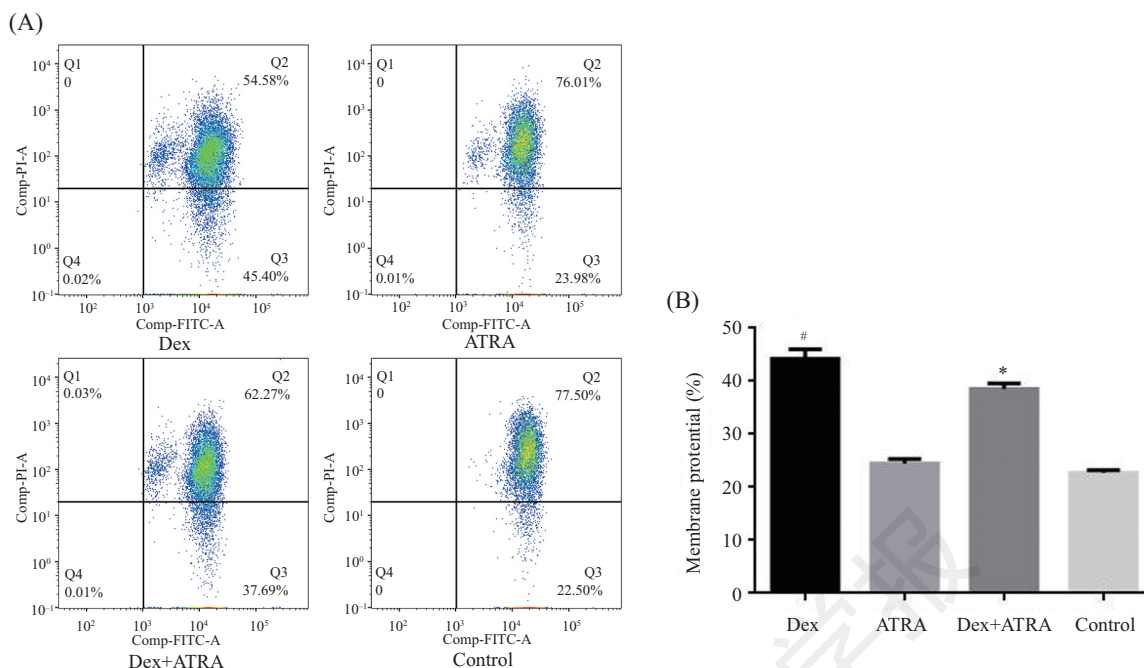 (A)
Q1
0
Q2
54.58%
Q4
0.02%
Q3
45.40%
10⁴
10³
10²
10¹
10⁰
10⁻¹
Comp-PI-A
10² 10³ 10⁴ 10⁵
Comp-FITC-A
Dex
Q1
0
Q2
76.01%
Q4
0.01%
Q3
23.98%
10⁴
10³
10²
10¹
10⁰
10⁻¹
Comp-PI-A
10² 10³ 10⁴ 10⁵
Comp-FITC-A
ATRA
Q1
0.03%
Q2
62.27%
Q4
0.01%
Q3
37.69%
10⁴
10³
10²
10¹
10⁰
10⁻¹
Comp-PI-A
10² 10³ 10⁴ 10⁵
Comp-FITC-A
Dex+ATRA
Q1
0
Q2
77.50%
Q4
0
Q3
22.50%
10⁴
10³
10²
10¹
10⁰
10⁻¹
Comp-PI-A
10² 10³ 10⁴ 10⁵
Comp-FITC-A
Control
(B)
Membrane protential (%)
50
40
30
20
10
0
#
*
Dex ATRA Dex+ATRA Control
学报